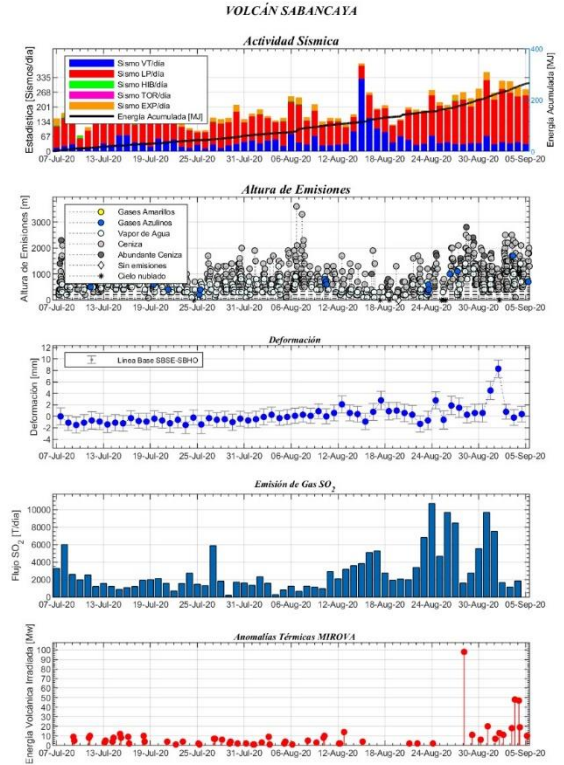 VOLCÁN SABANCAYA
Actividad Sísmica
Estadística [Sismos/día]
335
268
201
134
67
0
Sismo VT/día
Sismo LP/día
Sismo HIB/día
Sismo TOR/día
Sismo EXP/día
Energía Acumulada [MJ]
400
200
0
Energía Acumulada [MJ]
07-Jul-20 13-Jul-20 19-Jul-20 25-Jul-20 31-Jul-20 06-Aug-20 12-Aug-20 18-Aug-20 24-Aug-20 30-Aug-20 05-Sep-20
Altura de Emisiones
Altura de Emisiones [m]
3000
2000
1000
0
Gases Amarillos
Gases Azulinos
Vapor de Agua
Ceniza
Abundante Ceniza
Sin emisiones
Cielo nublado
07-Jul-20 13-Jul-20 19-Jul-20 25-Jul-20 31-Jul-20 06-Aug-20 12-Aug-20 18-Aug-20 24-Aug-20 30-Aug-20 05-Sep-20
Deformación
Deformación [mm]
12
10
8
6
4
2
0
-2
-4
Línea Base SBSE-SBHO
07-Jul-20 13-Jul-20 19-Jul-20 25-Jul-20 31-Jul-20 06-Aug-20 12-Aug-20 18-Aug-20 24-Aug-20 30-Aug-20 05-Sep-20
Emisión de Gas SO2
Flujo SO2 [T/día]
10000
8000
6000
4000
2000
0
07-Jul-20 13-Jul-20 19-Jul-20 25-Jul-20 31-Jul-20 06-Aug-20 12-Aug-20 18-Aug-20 24-Aug-20 30-Aug-20 05-Sep-20
Anomalías Térmicas MIROVA
Energía Volcánica Irradiada [Mw]
100
90
80
70
60
50
40
30
20
10
0
07-Jul-20 13-Jul-20 19-Jul-20 25-Jul-20 31-Jul-20 06-Aug-20 12-Aug-20 18-Aug-20 24-Aug-20 30-Aug-20 05-Sep-20